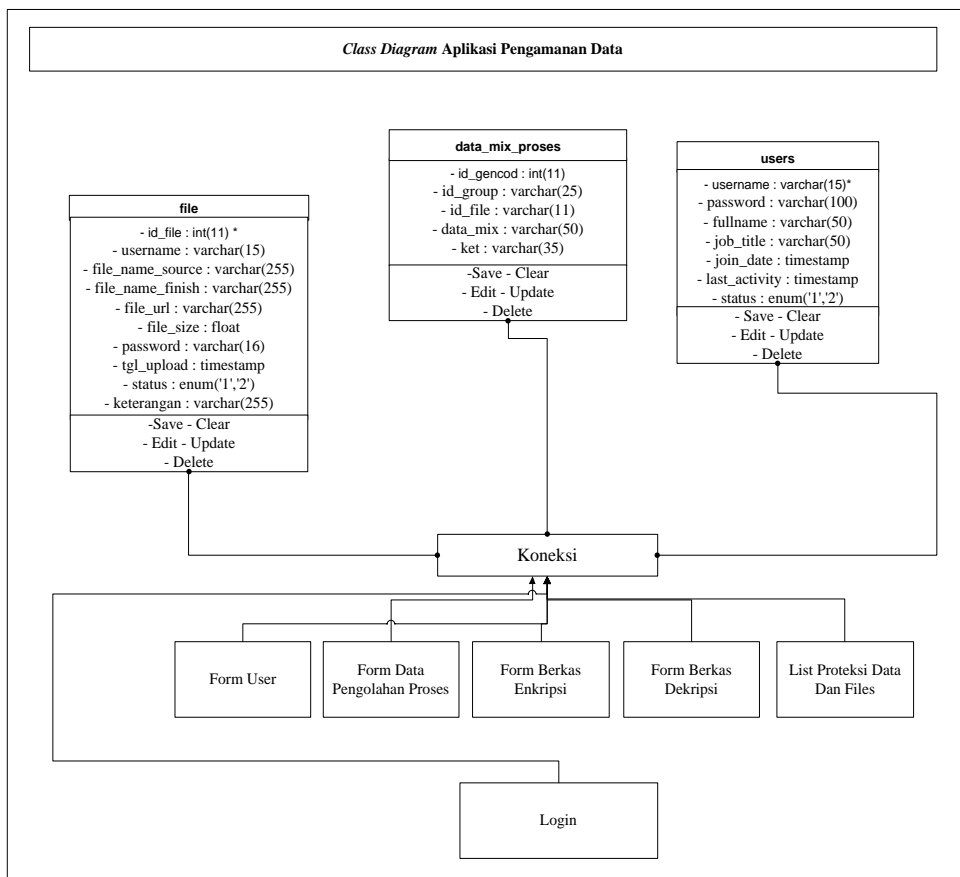 Class Diagram Aplikasi Pengamanan Data
file
- id_file : int(11) *
- username : varchar(15)
- file_name_source : varchar(255)
- file_name_finish : varchar(255)
- file_url : varchar(255)
- file_size : float
- password : varchar(16)
- tgl_upload : timestamp
- status : enum('1','2')
- keterangan : varchar(255)
-Save - Clear
- Edit - Update
- Delete
data_mix_proses
- id_gencod : int(11)
- id_group : varchar(25)
- id_file : varchar(11)
- data_mix : varchar(50)
- ket : varchar(35)
-Save - Clear
- Edit - Update
- Delete
users
- username : varchar(15)*
- password : varchar(100)
- fullname : varchar(50)
- job_title : varchar(50)
- join_date : timestamp
- last_activity : timestamp
- status : enum('1','2')
- Save - Clear
- Edit - Update
- Delete
Koneksi
Form User
Form Data
Pengolahan Proses
Form Berkas
Enkripsi
Form Berkas
Dekripsi
List Proteksi Data
Dan Files
Login